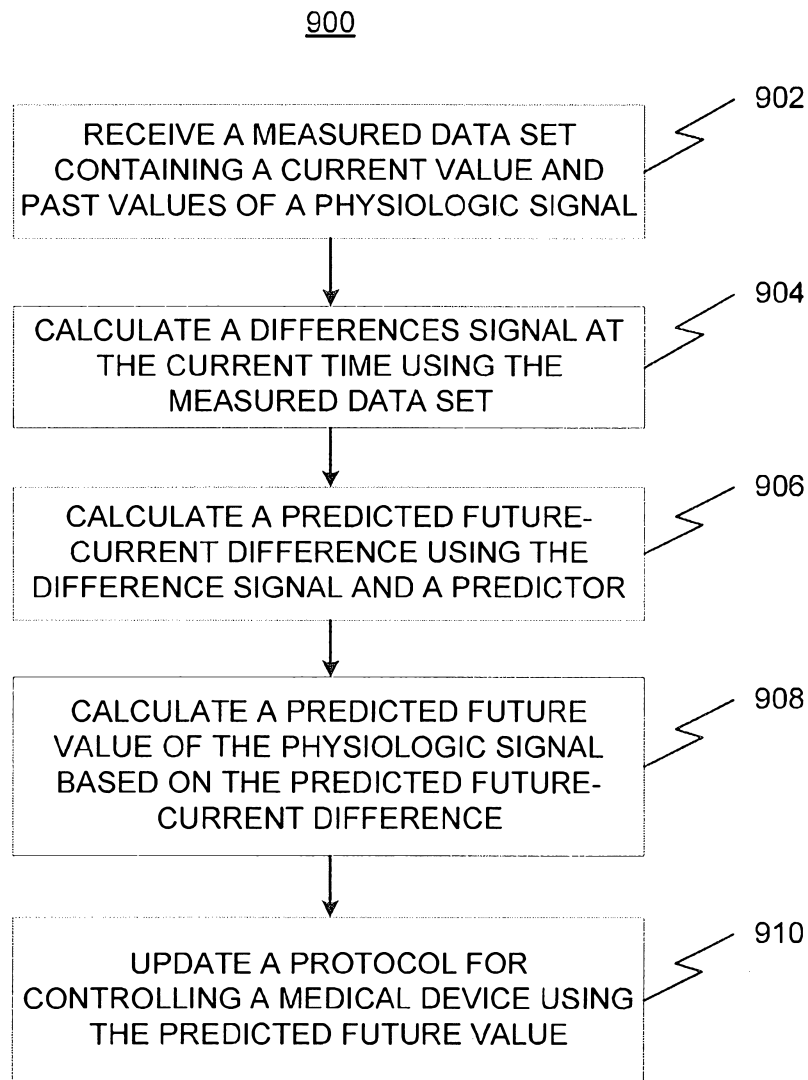 900
902
RECEIVE A MEASURED DATA SET
CONTAINING A CURRENT VALUE AND
PAST VALUES OF A PHYSIOLOGIC SIGNAL
904
CALCULATE A DIFFERENCES SIGNAL AT
THE CURRENT TIME USING THE
MEASURED DATA SET
906
CALCULATE A PREDICTED FUTURE-
CURRENT DIFFERENCE USING THE
DIFFERENCE SIGNAL AND A PREDICTOR
908
CALCULATE A PREDICTED FUTURE
VALUE OF THE PHYSIOLOGIC SIGNAL
BASED ON THE PREDICTED FUTURE-
CURRENT DIFFERENCE
910
UPDATE A PROTOCOL FOR
CONTROLLING A MEDICAL DEVICE USING
THE PREDICTED FUTURE VALUE